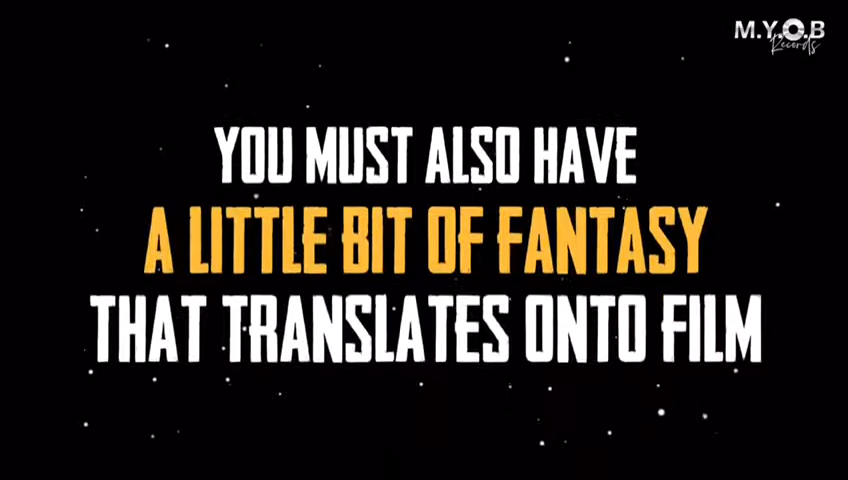 M.Y.O.B
Records
YOU MUST ALSO HAVE
A LITTLE BIT OF FANTASY
THAT TRANSLATES ONTO FILM